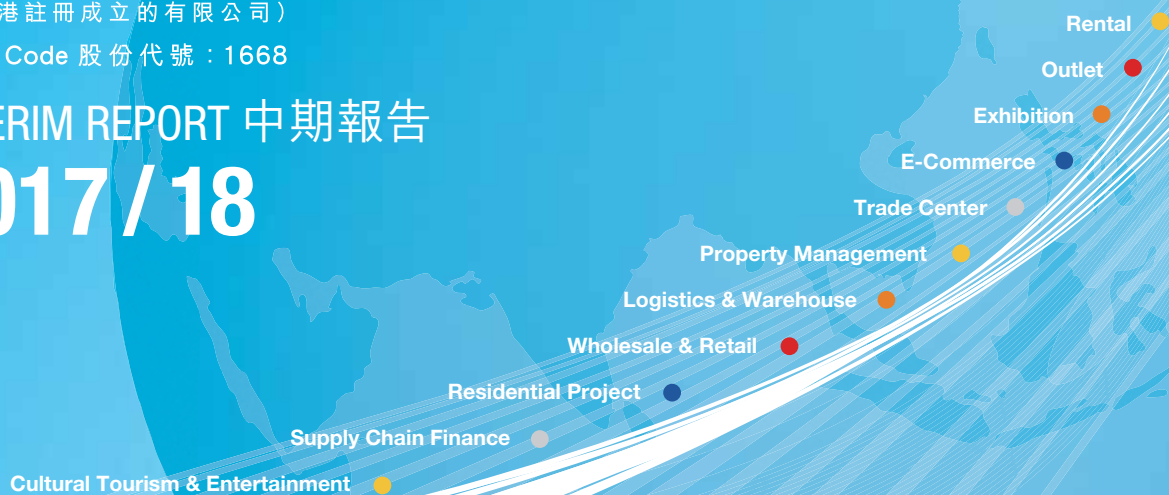 港註冊成立的有限公司）
Code 股份代號：1668
ERIM REPORT 中期報告
017/18
Rental
Outlet
Exhibition
E-Commerce
Trade Center
Property Management
Logistics & Warehouse
Wholesale & Retail
Residential Project
Supply Chain Finance
Cultural Tourism & Entertainment